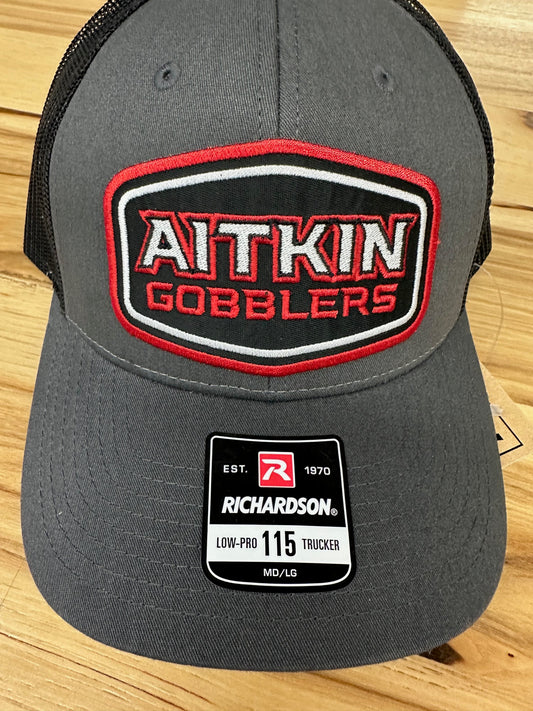 AITKIN
GOBBLERS
EST. R 1970
RICHARDSON®
LOW-PRO 115 TRUCKER
MD/LG